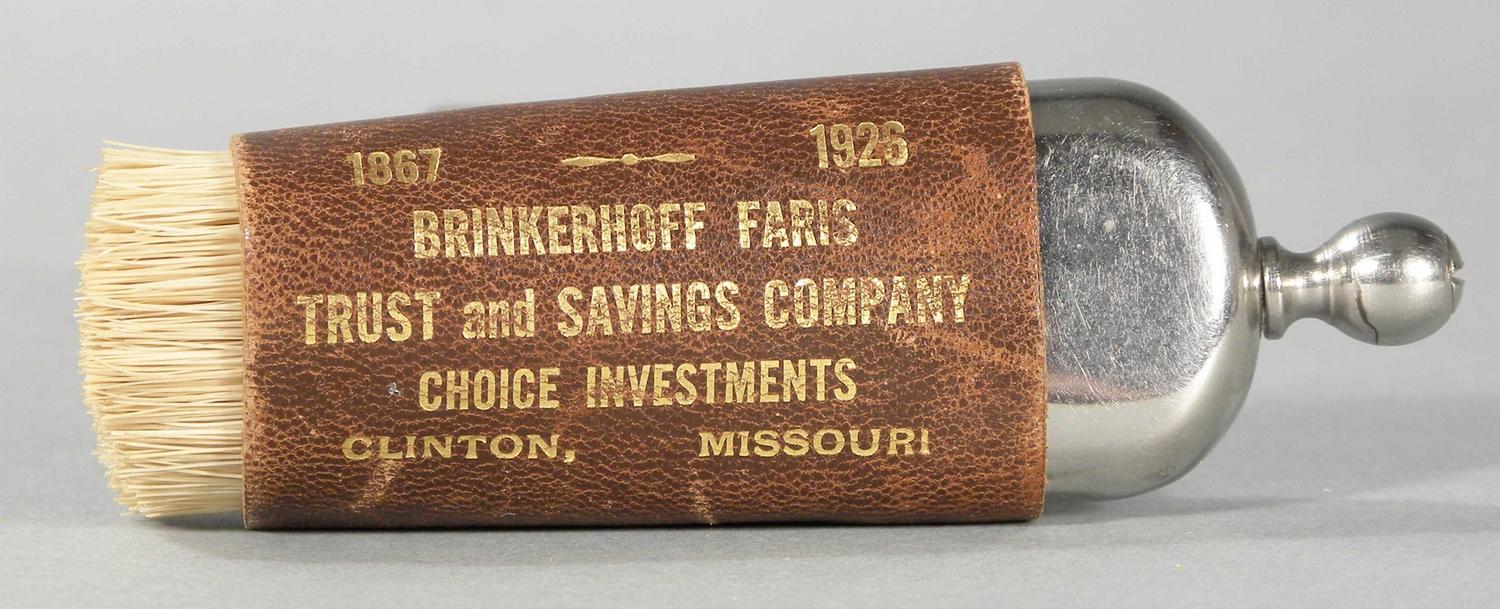 1867 1926
BRINKERHOFF FARIS
TRUST and SAVINGS COMPANY
CHOICE INVESTMENTS
CLINTON, MISSOURI